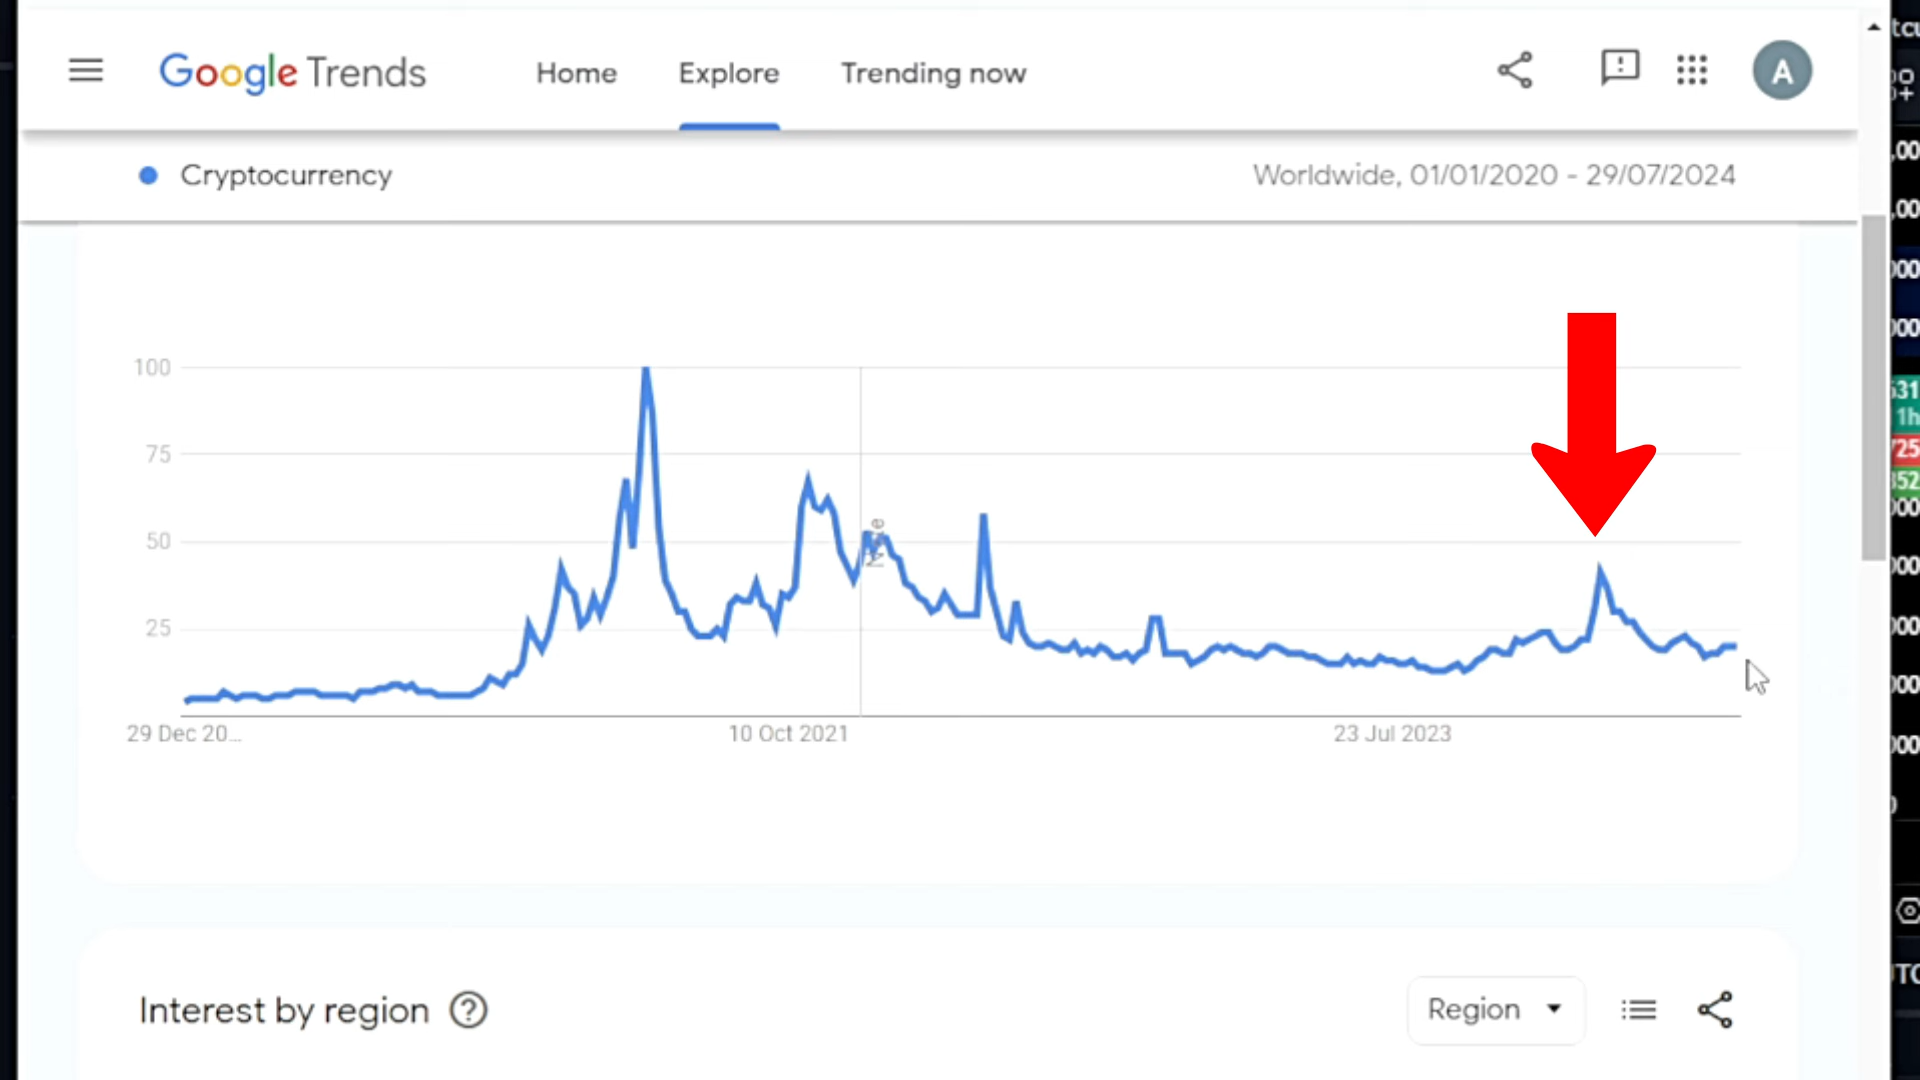 Google Trends Home Explore Trending now A
Cryptocurrency Worldwide, 01/01/2020 - 29/07/2024
100
75
50
25
Note
29 Dec 20... 10 Oct 2021 23 Jul 2023
Interest by region Region